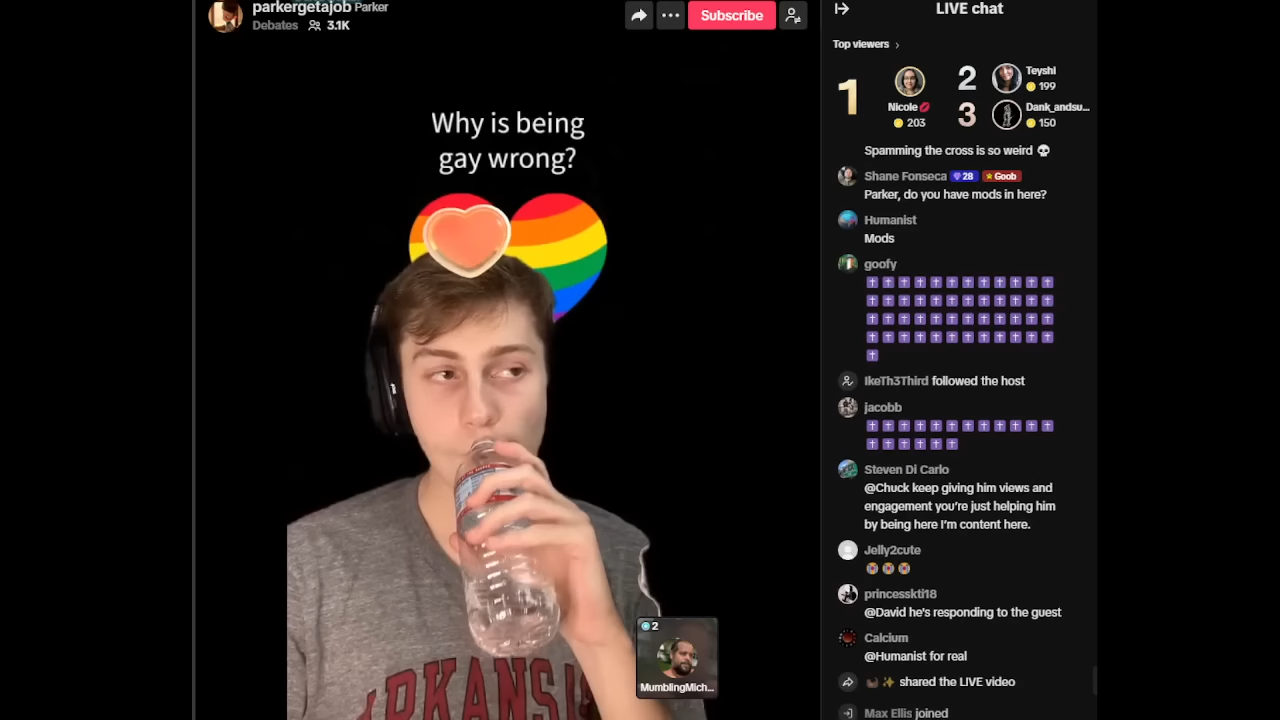 parkergetajob Parker
Debates 3.1K
Subscribe
Why is being
gay wrong?
ARKANS
2
MumblingMich...
LIVE chat
Top viewers
1
Nicole
203
2
Teyshi
199
3
Dank_andsu...
150
Spamming the cross is so weird 💀
Shane Fonseca 28 Goob
Parker, do you have mods in here?
Humanist
Mods
goofy
IkeTh3Third followed the host
jacobb
Steven Di Carlo
@Chuck keep giving him views and
engagement you're just helping him
by being here I'm content here.
Jelly2cute
princesskti18
@David he's responding to the guest
Calcium
@Humanist for real
shared the LIVE video
Max Ellis joined